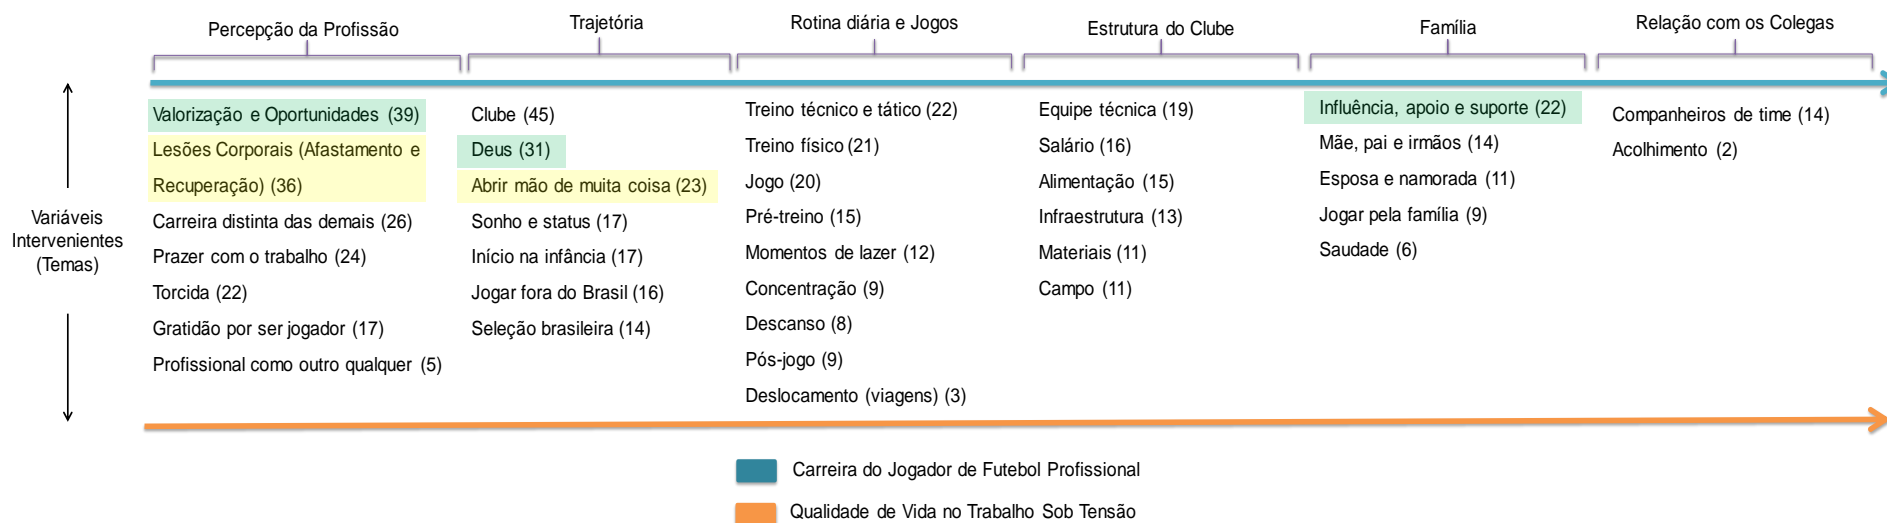 Percepção da Profissão
Trajetória
Rotina diária e Jogos
Estrutura do Clube
Família
Relação com os Colegas
Variáveis
Intervenientes
(Temas)
Valorização e Oportunidades (39)
Lesões Corporais (Afastamento e
Recuperação) (36)
Carreira distinta das demais (26)
Prazer com o trabalho (24)
Torcida (22)
Gratidão por ser jogador (17)
Profissional como outro qualquer (5)
Clube (45)
Deus (31)
Abrir mão de muita coisa (23)
Sonho e status (17)
Início na infância (17)
Jogar fora do Brasil (16)
Seleção brasileira (14)
Treino técnico e tático (22)
Treino físico (21)
Jogo (20)
Pré-treino (15)
Momentos de lazer (12)
Concentração (9)
Descanso (8)
Pós-jogo (9)
Deslocamento (viagens) (3)
Equipe técnica (19)
Salário (16)
Alimentação (15)
Infraestrutura (13)
Materiais (11)
Campo (11)
Influência, apoio e suporte (22)
Mãe, pai e irmãos (14)
Esposa e namorada (11)
Jogar pela família (9)
Saudade (6)
Companheiros de time (14)
Acolhimento (2)
Carreira do Jogador de Futebol Profissional
Qualidade de Vida no Trabalho Sob Tensão